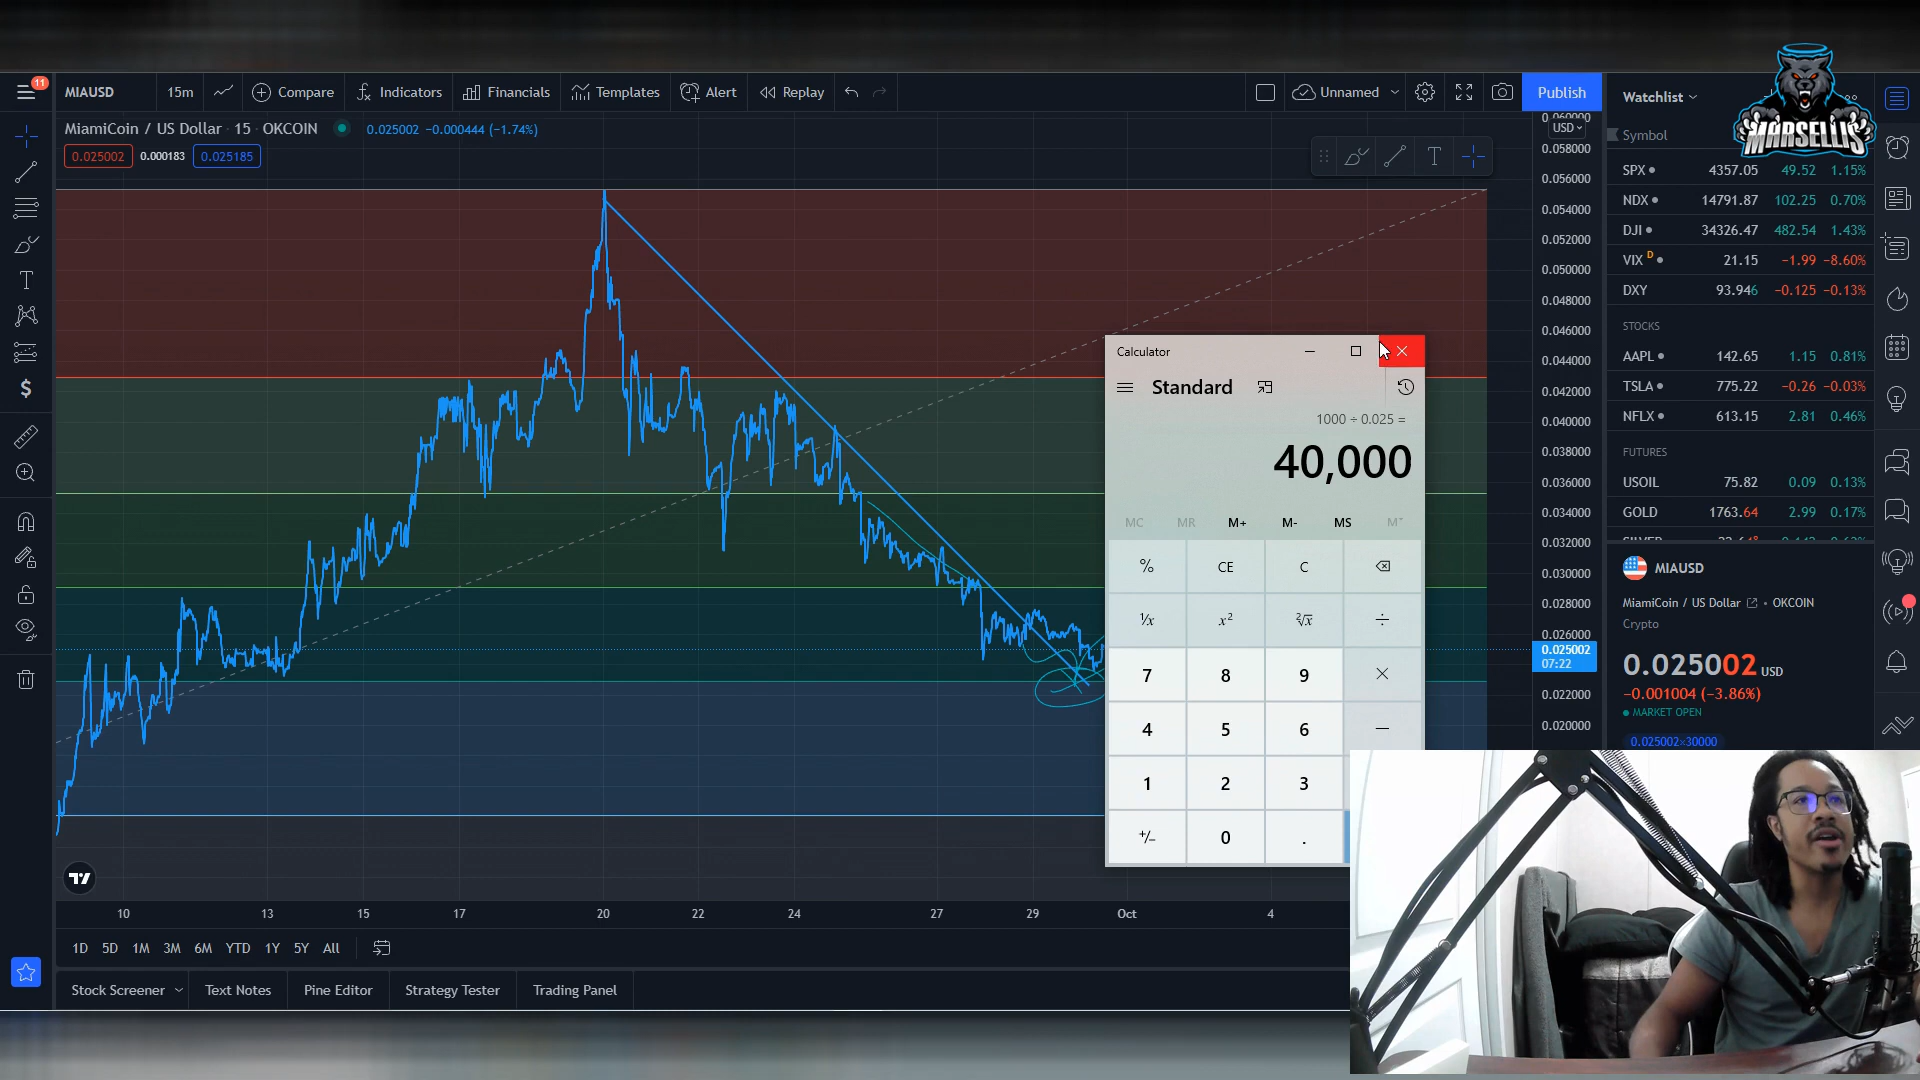 11
MIAUSD 15m Compare Indicators Financials Templates Alert Replay Unnamed Publish
MiamiCoin / US Dollar · 15 · OKCOIN 0.025002 −0.000444 (−1.74%)
0.025002 0.000183 0.025185
0.060000
USD
0.058000
0.056000
0.054000
0.052000
0.050000
0.048000
0.046000
0.044000
0.042000
0.040000
0.038000
0.036000
0.034000
0.032000
0.030000
0.028000
0.026000
0.025002
07:22
0.022000
0.020000
Calculator
Standard
1000 ÷ 0.025 =
40,000
MC MR M+ M- MS M˅
% CE C
¹/x x² ²√x ÷
7 8 9 ×
4 5 6 −
1 2 3
+/− 0 .
10 13 15 17 20 22 24 27 29 Oct 4
1D 5D 1M 3M 6M YTD 1Y 5Y All
Stock Screener Text Notes Pine Editor Strategy Tester Trading Panel
Watchlist
MARSELLIS
Symbol
SPX 4357.05 49.52 1.15%
NDX 14791.87 102.25 0.70%
DJI 34326.47 482.54 1.43%
VIX D 21.15 −1.99 −8.60%
DXY 93.946 −0.125 −0.13%
STOCKS
AAPL 142.65 1.15 0.81%
TSLA 775.22 −0.26 −0.03%
NFLX 613.15 2.81 0.46%
FUTURES
USOIL 75.82 0.09 0.13%
GOLD 1763.64 2.99 0.17%
MIAUSD
MiamiCoin / US Dollar • OKCOIN
Crypto
0.025002 USD
−0.001004 (−3.86%)
MARKET OPEN
0.025002×30000